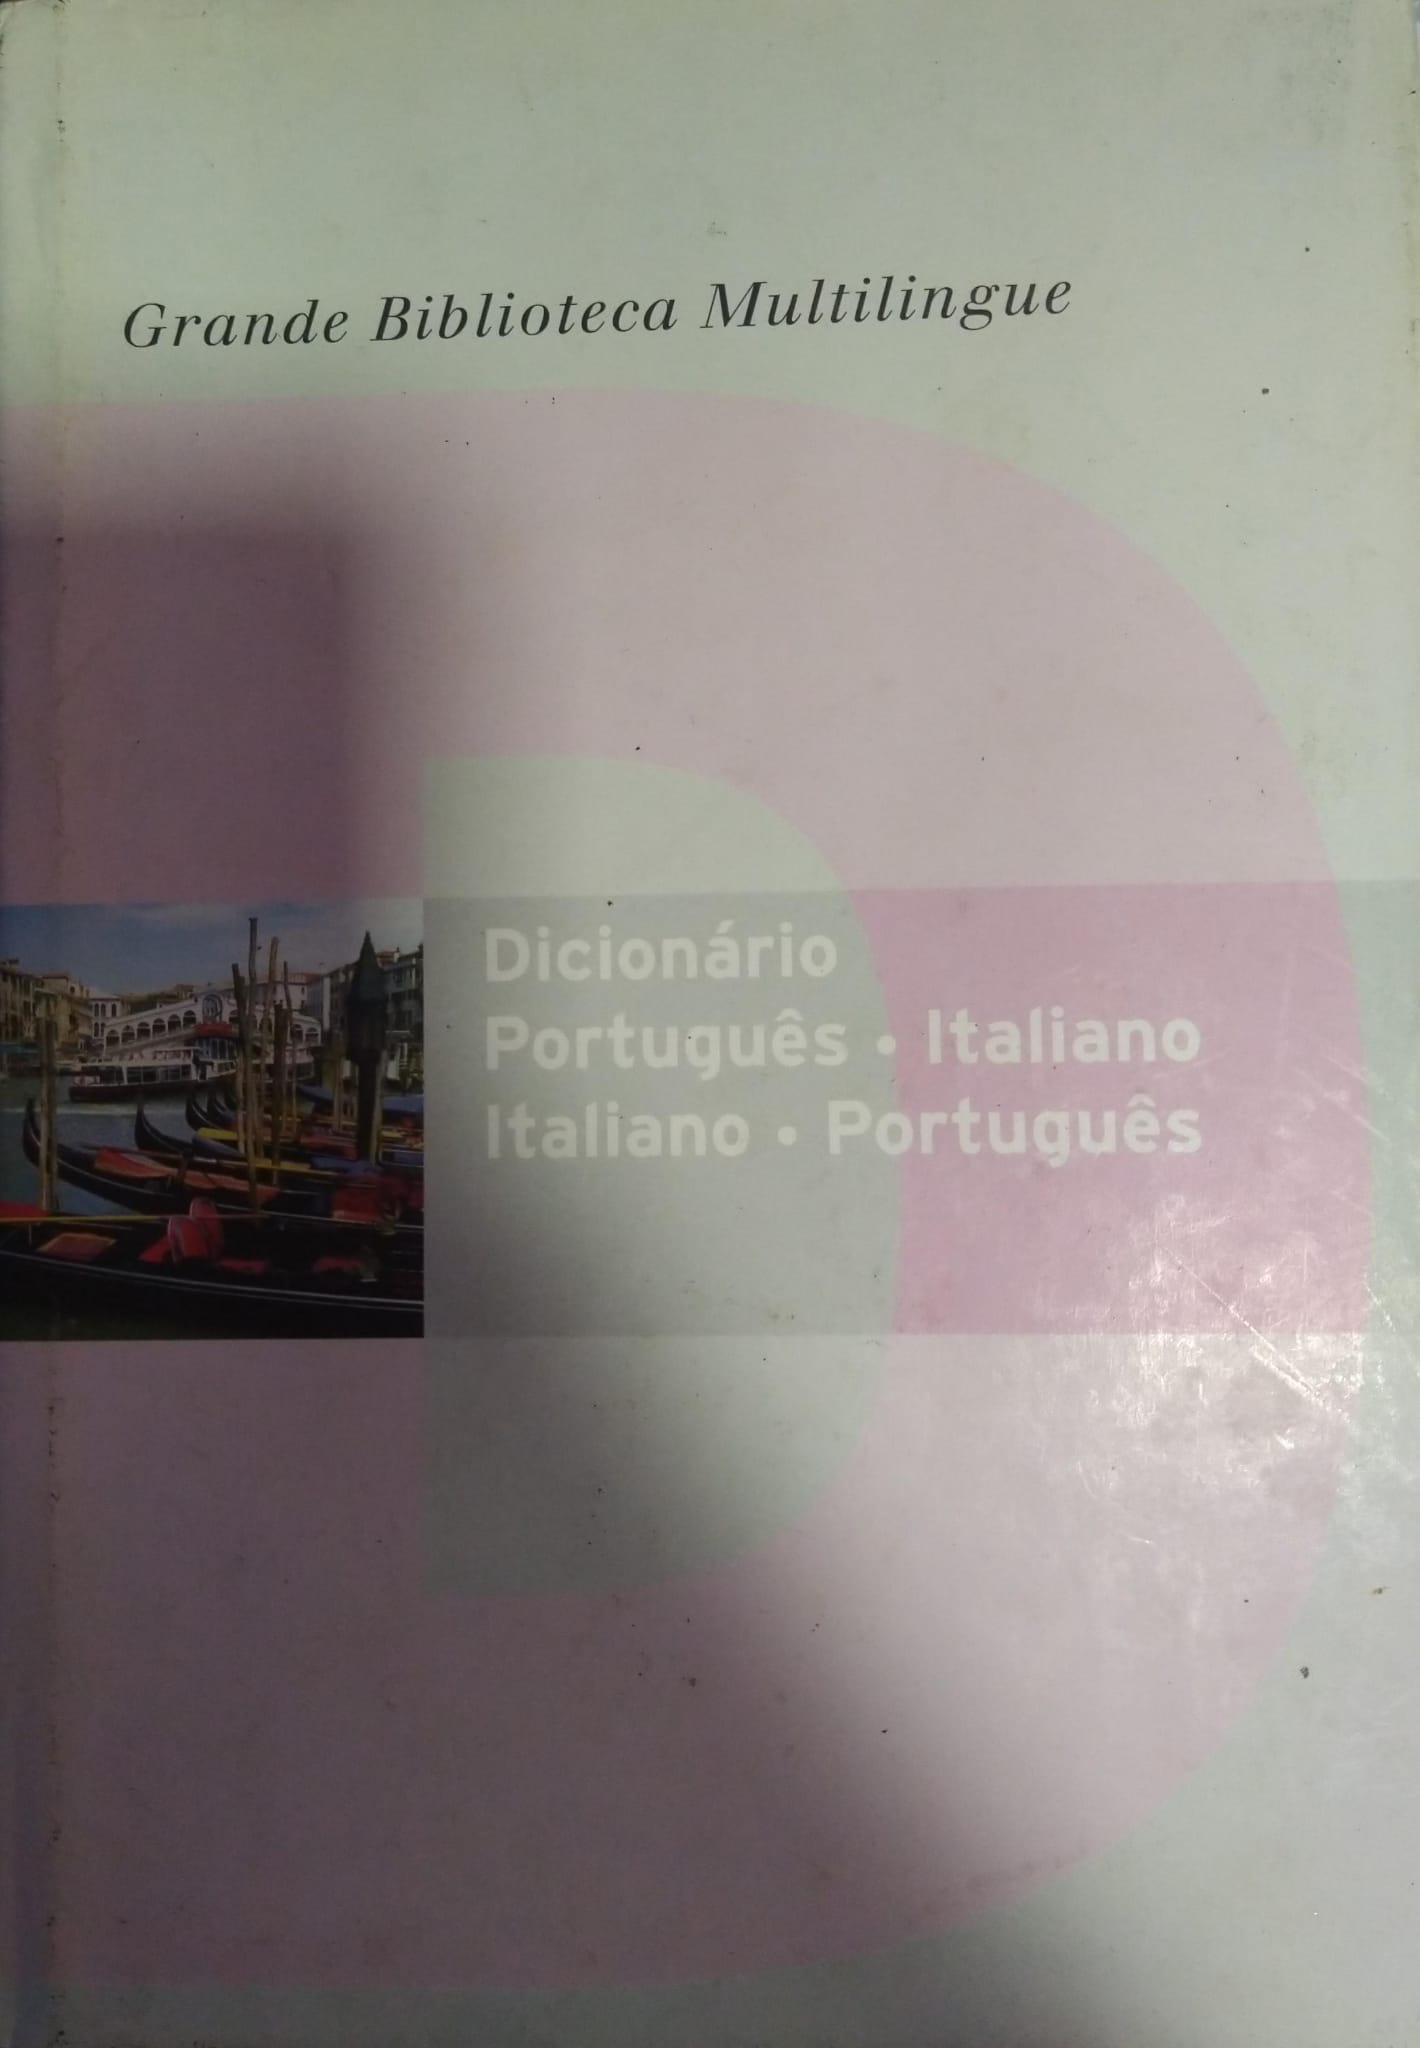 Grande Biblioteca Multilingue
Dicionário
Português • Italiano
Italiano • Português